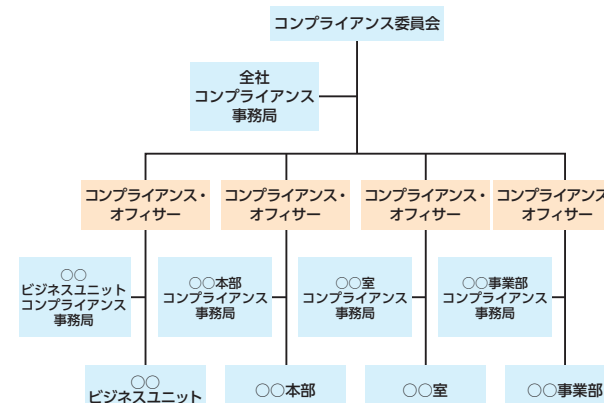 コンプライアンス委員会
全社
コンプライアンス
事務局
コンプライアンス・
オフィサー
コンプライアンス・
オフィサー
コンプライアンス・
オフィサー
コンプライアンス
オフィサー
○○
ビジネスユニット
コンプライアンス
事務局
○○本部
コンプライアンス
事務局
○○室
コンプライアンス
事務局
○○事業部
コンプライアンス
事務局
○○
ビジネスユニット
○○本部
○○室
○○事業部